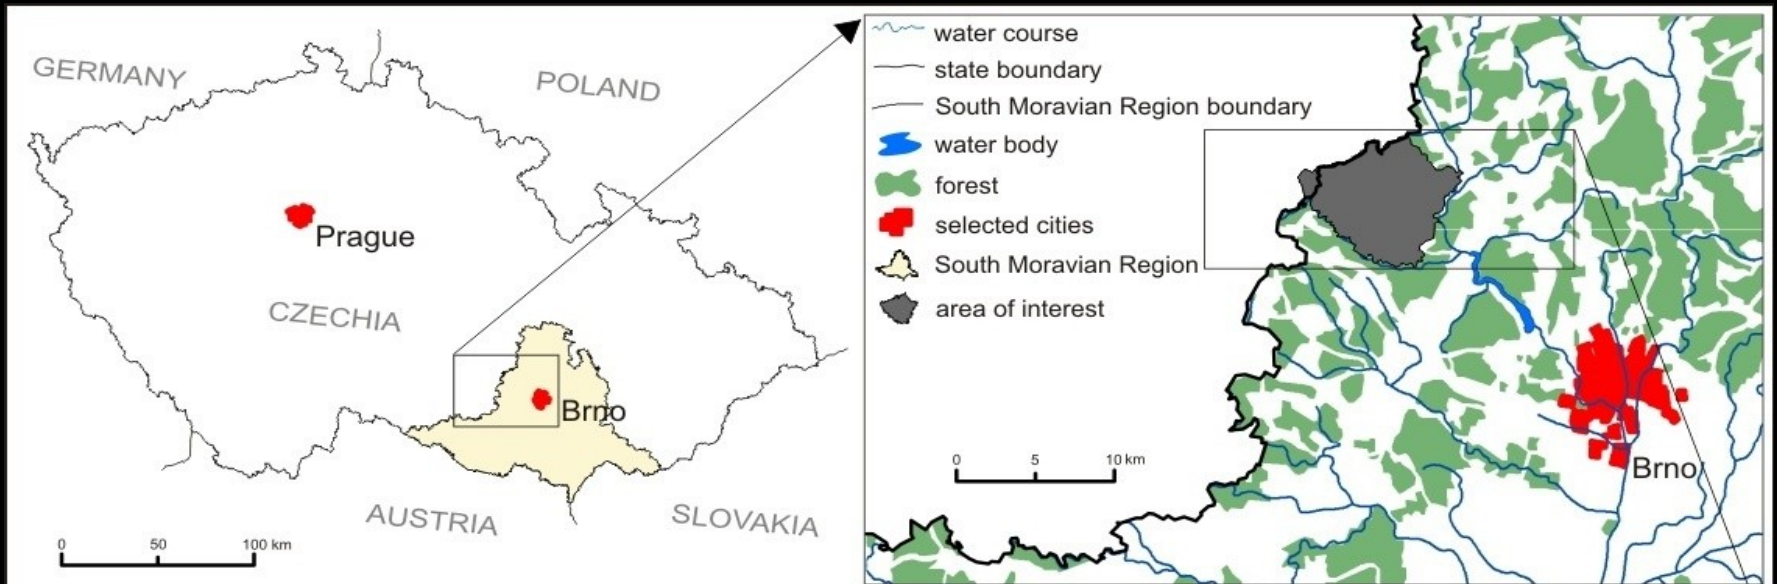 GERMANY
POLAND
Prague
CZECHIA
Brno
AUSTRIA
SLOVAKIA
0 50 100 km
water course
state boundary
South Moravian Region boundary
water body
forest
selected cities
South Moravian Region
area of interest
0 5 10 km
Brno